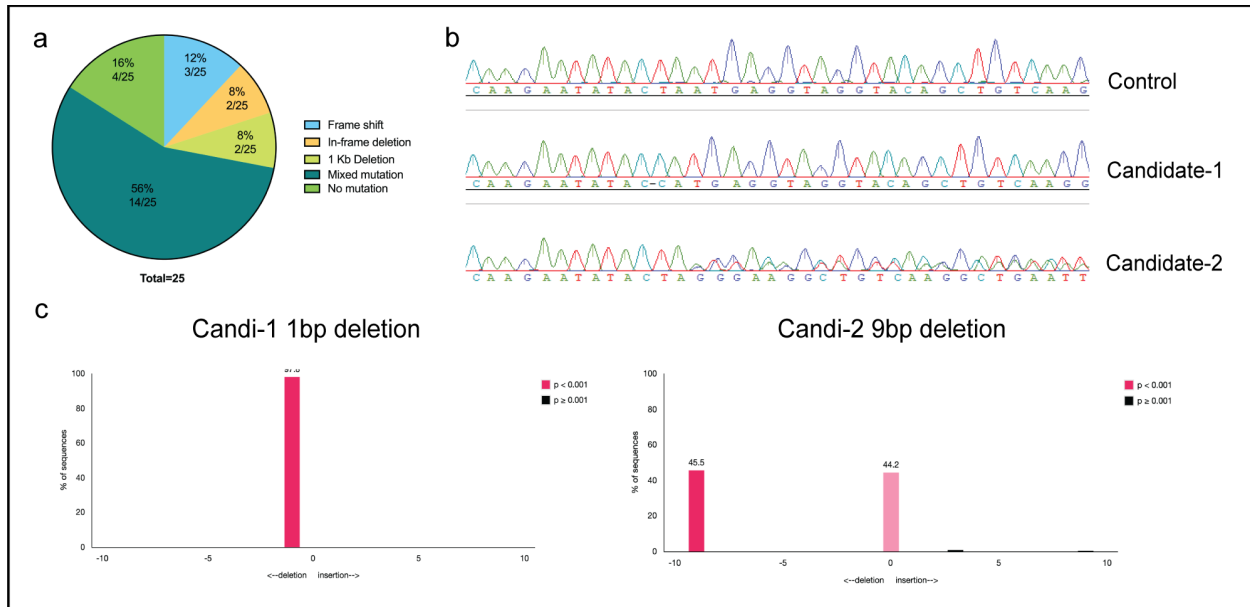 a
16%
4/25
12%
3/25
8%
2/25
8%
2/25
56%
14/25
Total=25
Frame shift
In-frame deletion
1 Kb Deletion
Mixed mutation
No mutation
b
C A A G A A T A T A C T A A T G A G G T A G G T A C A G C T G T C A A G
Control
C A A G A A T A T A C - C A T G A G G T A G G T A C A G C T G T C A A G G
Candidate-1
C A A G A A T A T A C T A G G G A A G G C T G T C A A G G C T G A A T T
Candidate-2
c
Candi-1 1bp deletion
% of sequences
100
80
60
40
20
0
-10
-5
0
5
10
<--deletion insertion-->
p < 0.001
p ≥ 0.001
Candi-2 9bp deletion
% of sequences
100
80
60
40
20
0
45.5
44.2
-10
-5
0
5
10
<--deletion insertion-->
p < 0.001
p ≥ 0.001